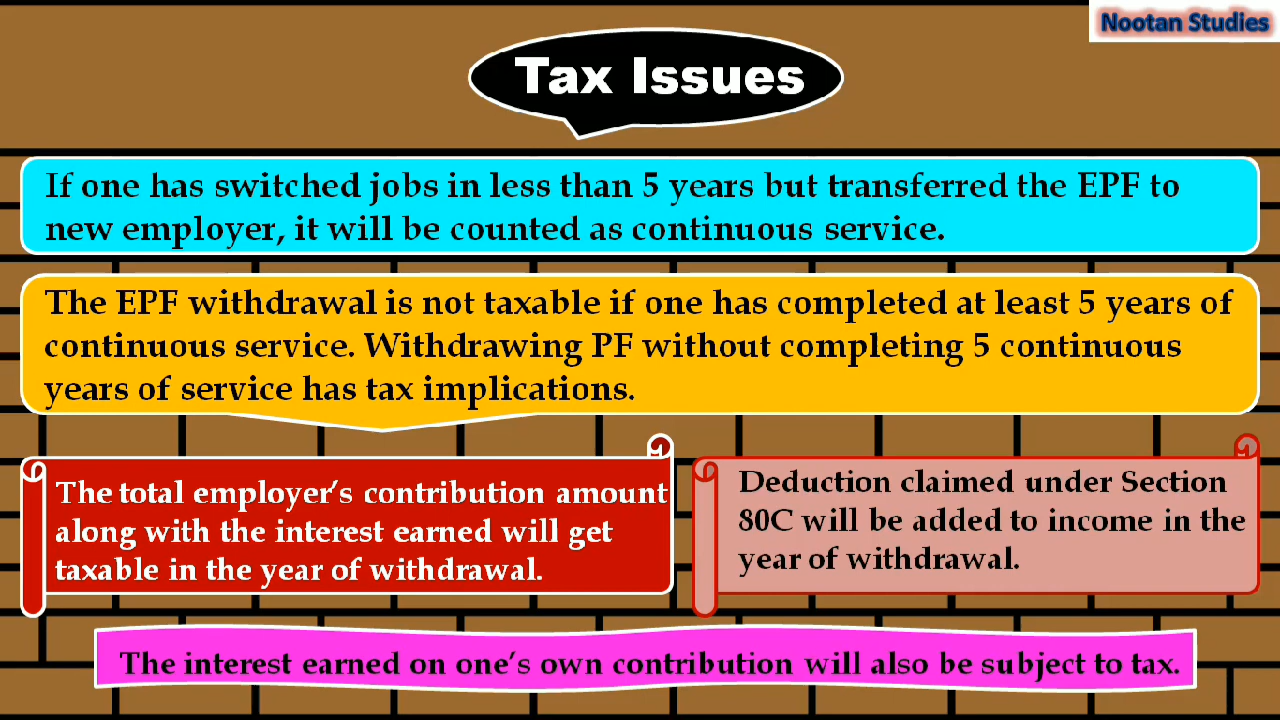 Nootan Studies
Tax Issues
If one has switched jobs in less than 5 years but transferred the EPF to
new employer, it will be counted as continuous service.
The EPF withdrawal is not taxable if one has completed at least 5 years of
continuous service. Withdrawing PF without completing 5 continuous
years of service has tax implications.
The total employer's contribution amount
along with the interest earned will get
taxable in the year of withdrawal.
Deduction claimed under Section
80C will be added to income in the
year of withdrawal.
The interest earned on one's own contribution will also be subject to tax.